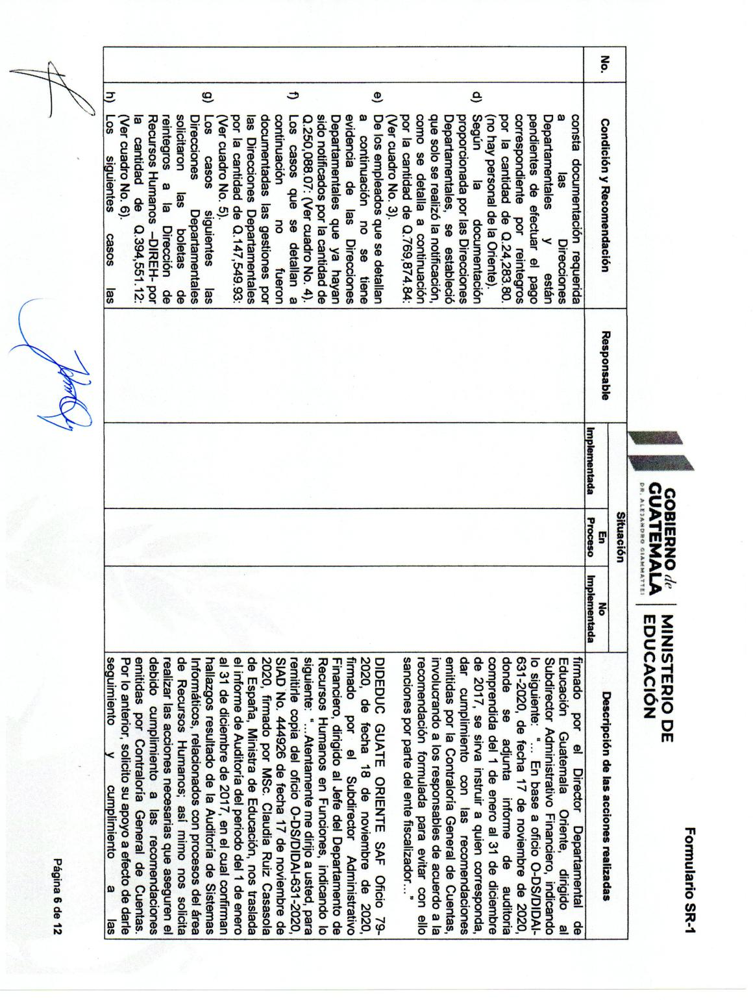 Formulario SR-1
GOBIERNO de
GUATEMALA
DR. ALEJANDRO GIAMMATTEI
MINISTERIO DE
EDUCACIÓN
No.
Condición y Recomendación
Responsable
Situación
Implementada
En
Proceso
No
Implementada
Descripción de las acciones realizadas
consta documentación requerida
a las Direcciones
Departamentales y están
pendientes de efectuar el pago
correspondiente por reintegros
por la cantidad de Q.24,283.80.
(no hay personal de la Oriente).
d) Según la documentación
proporcionada por las Direcciones
Departamentales, se estableció
que solo se realizó la notificación,
como se detalla a continuación
por la cantidad de Q.769,874.84:
(Ver cuadro No. 3).
e) De los empleados que se detallan
a continuación no se tiene
evidencia de las Direcciones
Departamentales que ya hayan
sido notificados por la cantidad de
Q.250,088.07: (Ver cuadro No. 4).
f) Los casos que se detallan a
continuación no fueron
documentadas las gestiones por
las Direcciones Departamentales
por la cantidad de Q.147,549.93:
(Ver cuadro No. 5).
g) Los casos siguientes las
Direcciones Departamentales
solicitaron las boletas de
reintegros a la Dirección de
Recursos Humanos –DIREH- por
la cantidad de Q.394,551.12:
(Ver cuadro No. 6).
h) Los siguientes casos las
firmado por el Director Departamental de
Educación Guatemala Oriente, dirigido al
Subdirector Administrativo Financiero, indicando
lo siguiente: “... En base a oficio O-DS/DIDAI-
631-2020, de fecha 17 de noviembre de 2020,
donde se adjunta informe de auditoria
comprendida del 1 de enero al 31 de diciembre
de 2017, se sirva instruir a quien corresponda,
dar cumplimiento con las recomendaciones
emitidas por la Contraloría General de Cuentas,
involucrando a los responsables de acuerdo a la
recomendación formulada para evitar con ello
sanciones por parte del ente fiscalizador...”
DIDEDUC GUATE ORIENTE SAF Oficio 79-
2020, de fecha 18 de noviembre de 2020,
firmado por el Subdirector Administrativo
Financiero, dirigido al Jefe del Departamento de
Recursos Humanos en Funciones, indicando lo
siguiente: “...Atentamente me dirijo a usted, para
remitirle copia del oficio O-DS/DIDAI-631-2020,
SIAD No. 444926 de fecha 17 de noviembre de
2020, firmado por MSc. Claudia Ruiz Casasola
de España, Ministra de Educación, nos traslada
el informe de Auditoría del periodo del 1 de enero
al 31 de diciembre de 2017, en el cual confirman
hallazgos resultado de la Auditoría de Sistemas
Informáticos, relacionados con procesos del área
de Recursos Humanos; así mimo nos solicita
realizar las acciones necesarias que aseguren el
debido cumplimiento a las recomendaciones
emitidas por Contraloría General de Cuentas.
Por lo anterior, solicito su apoyo a efecto de darle
seguimiento y cumplimiento a las
Página 6 de 12